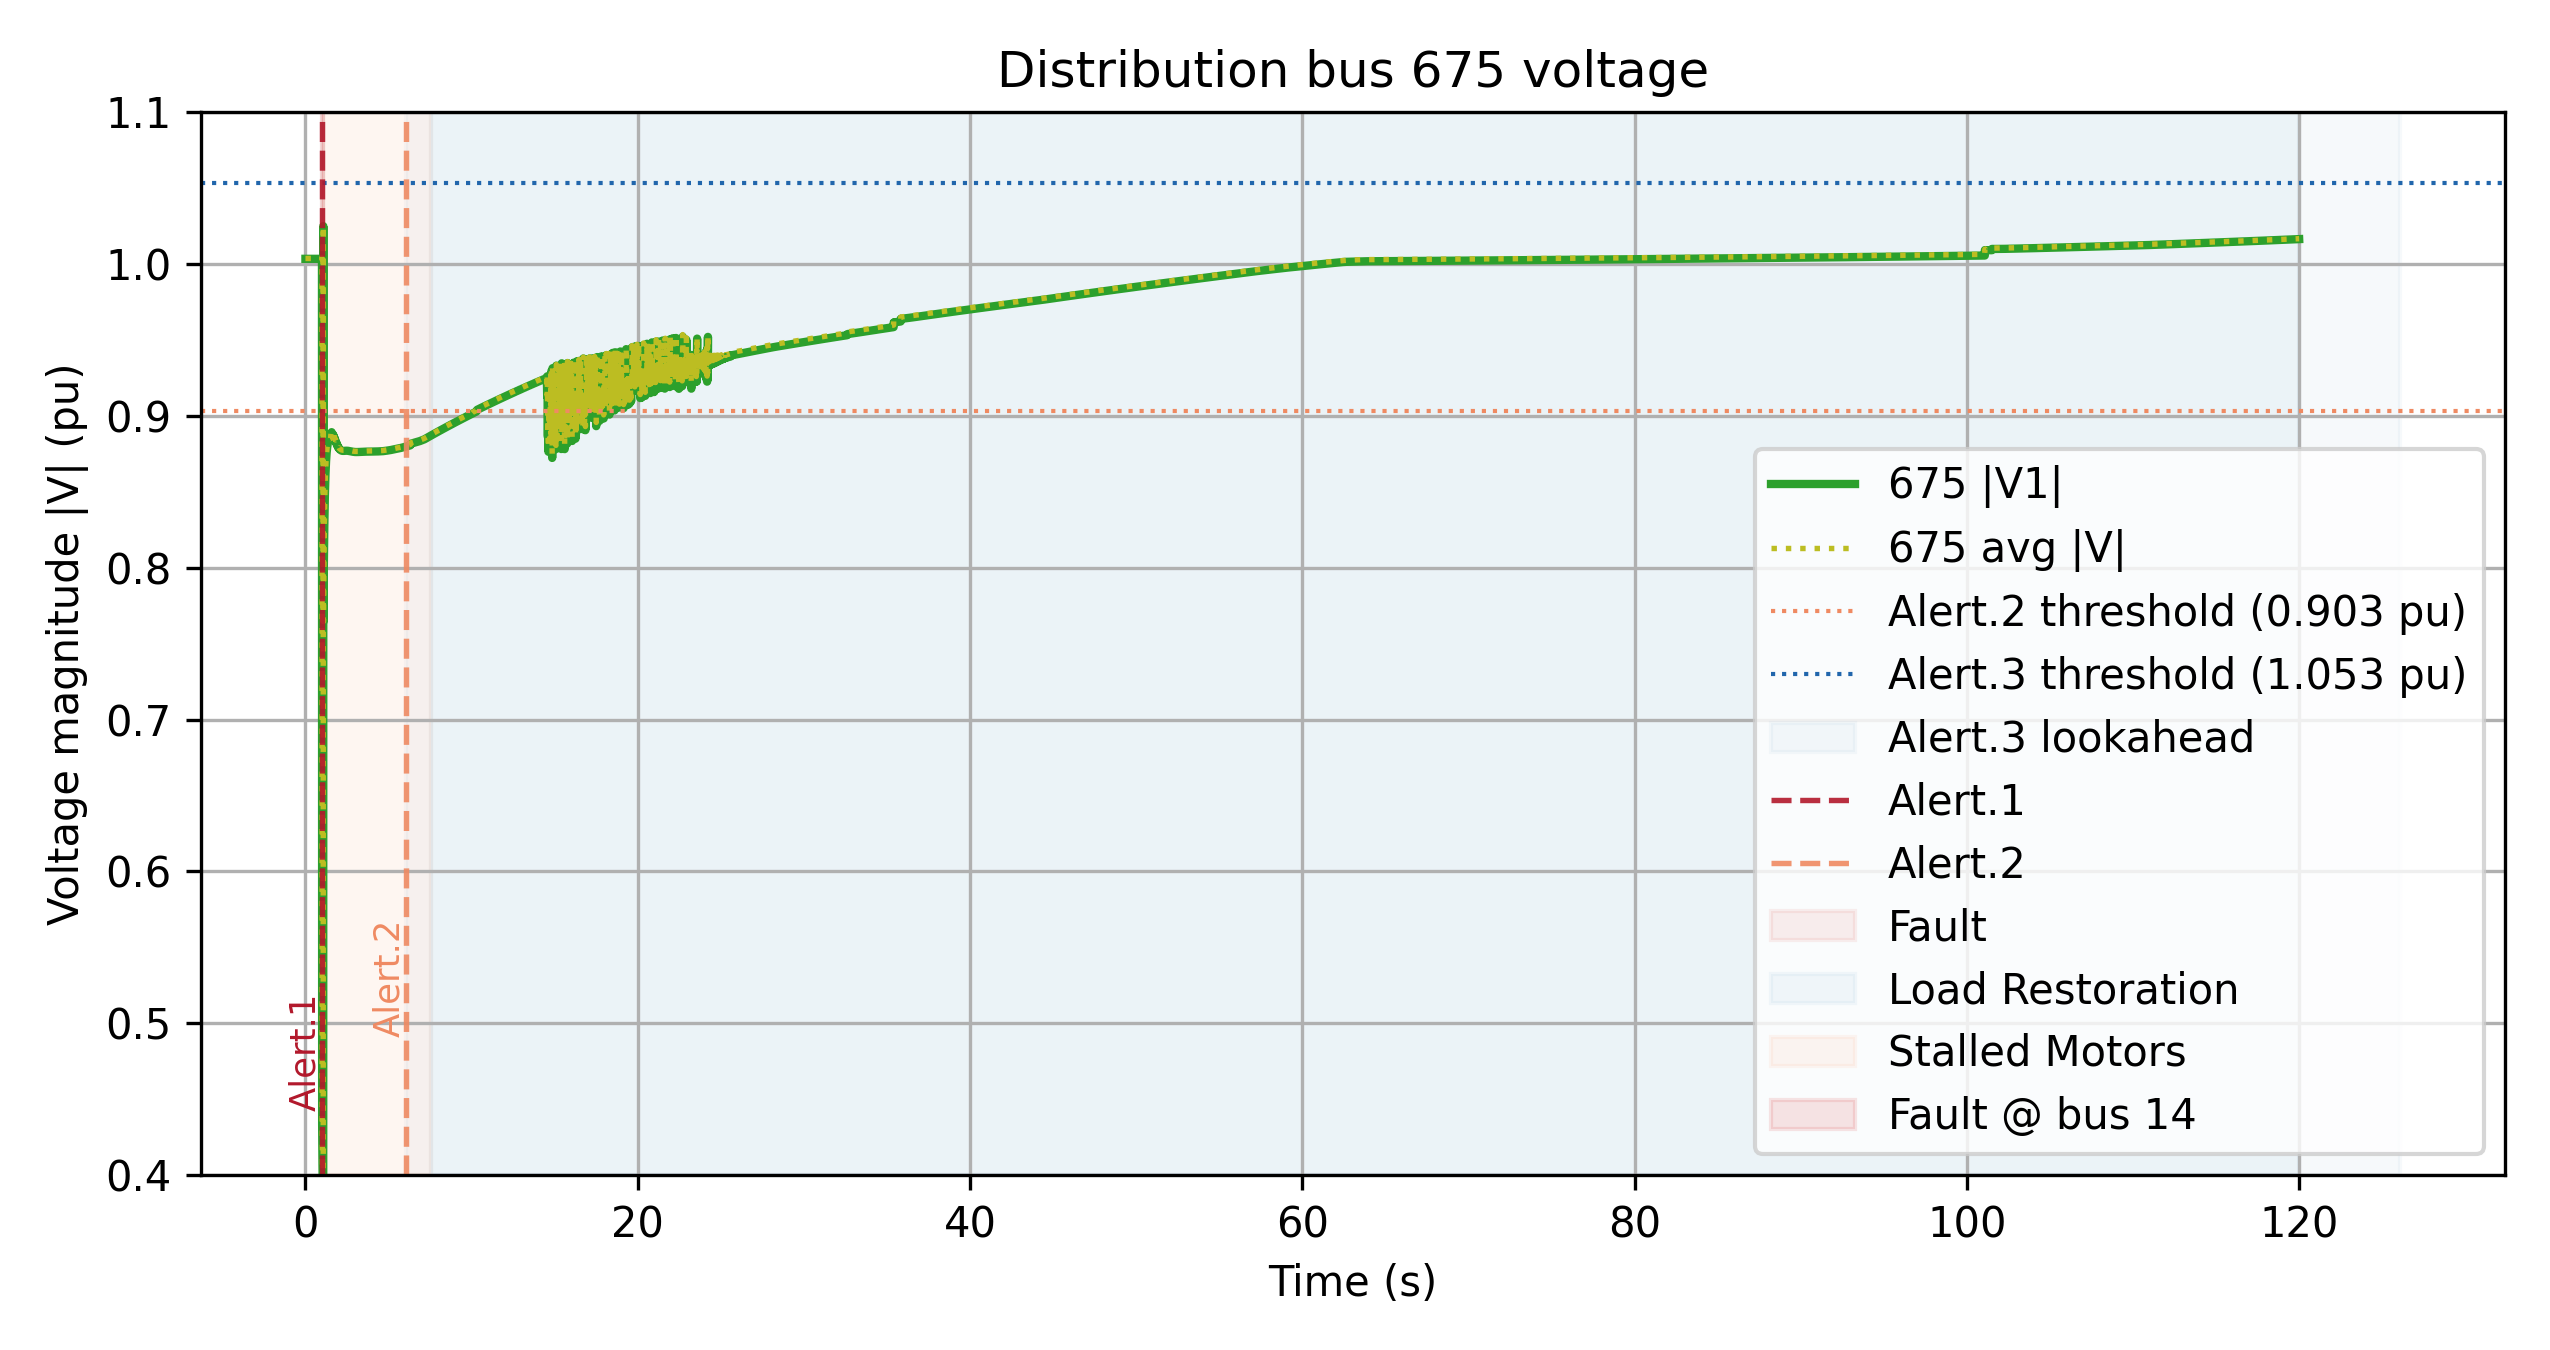 Distribution bus 675 voltage
Voltage magnitude |V| (pu)
1.1
1.0
0.9
0.8
0.7
0.6
0.5
0.4
Alert.1
Alert.2
675 |V1|
675 avg |V|
Alert.2 threshold (0.903 pu)
Alert.3 threshold (1.053 pu)
Alert.3 lookahead
Alert.1
Alert.2
Fault
Load Restoration
Stalled Motors
Fault @ bus 14
0 20 40 60 80 100 120
Time (s)